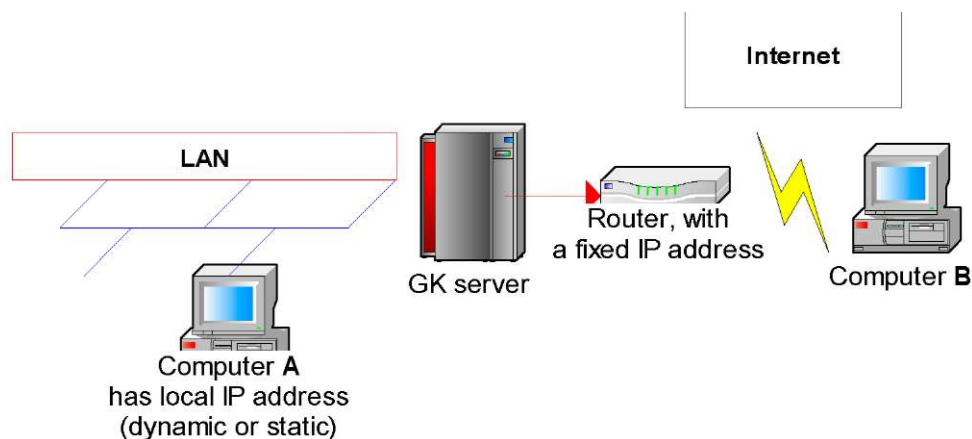 Internet
LAN
Router, with
a fixed IP address
GK server
Computer B
Computer A
has local IP address
(dynamic or static)